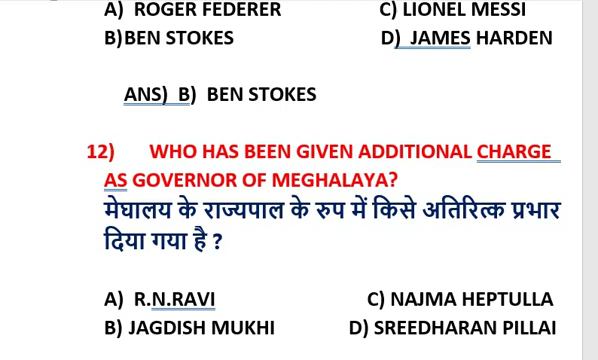 A) ROGER FEDERER C) LIONEL MESSI
B)BEN STOKES D) JAMES HARDEN
ANS) B) BEN STOKES
12) WHO HAS BEEN GIVEN ADDITIONAL CHARGE
AS GOVERNOR OF MEGHALAYA?
मेघालय के राज्यपाल के रुप में किसे अतिरित्क प्रभार
दिया गया है ?
A) R.N.RAVI C) NAJMA HEPTULLA
B) JAGDISH MUKHI D) SREEDHARAN PILLAI